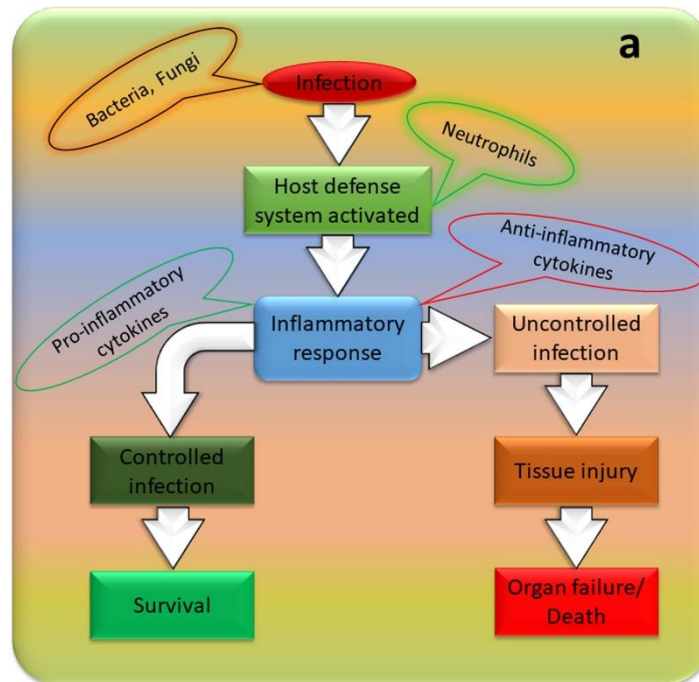 a
Bacteria, Fungi
Infection
Neutrophils
Host defense
system activated
Anti-inflammatory
cytokines
Pro-inflammatory
cytokines
Inflammatory
response
Uncontrolled
infection
Controlled
infection
Tissue injury
Survival
Organ failure/
Death